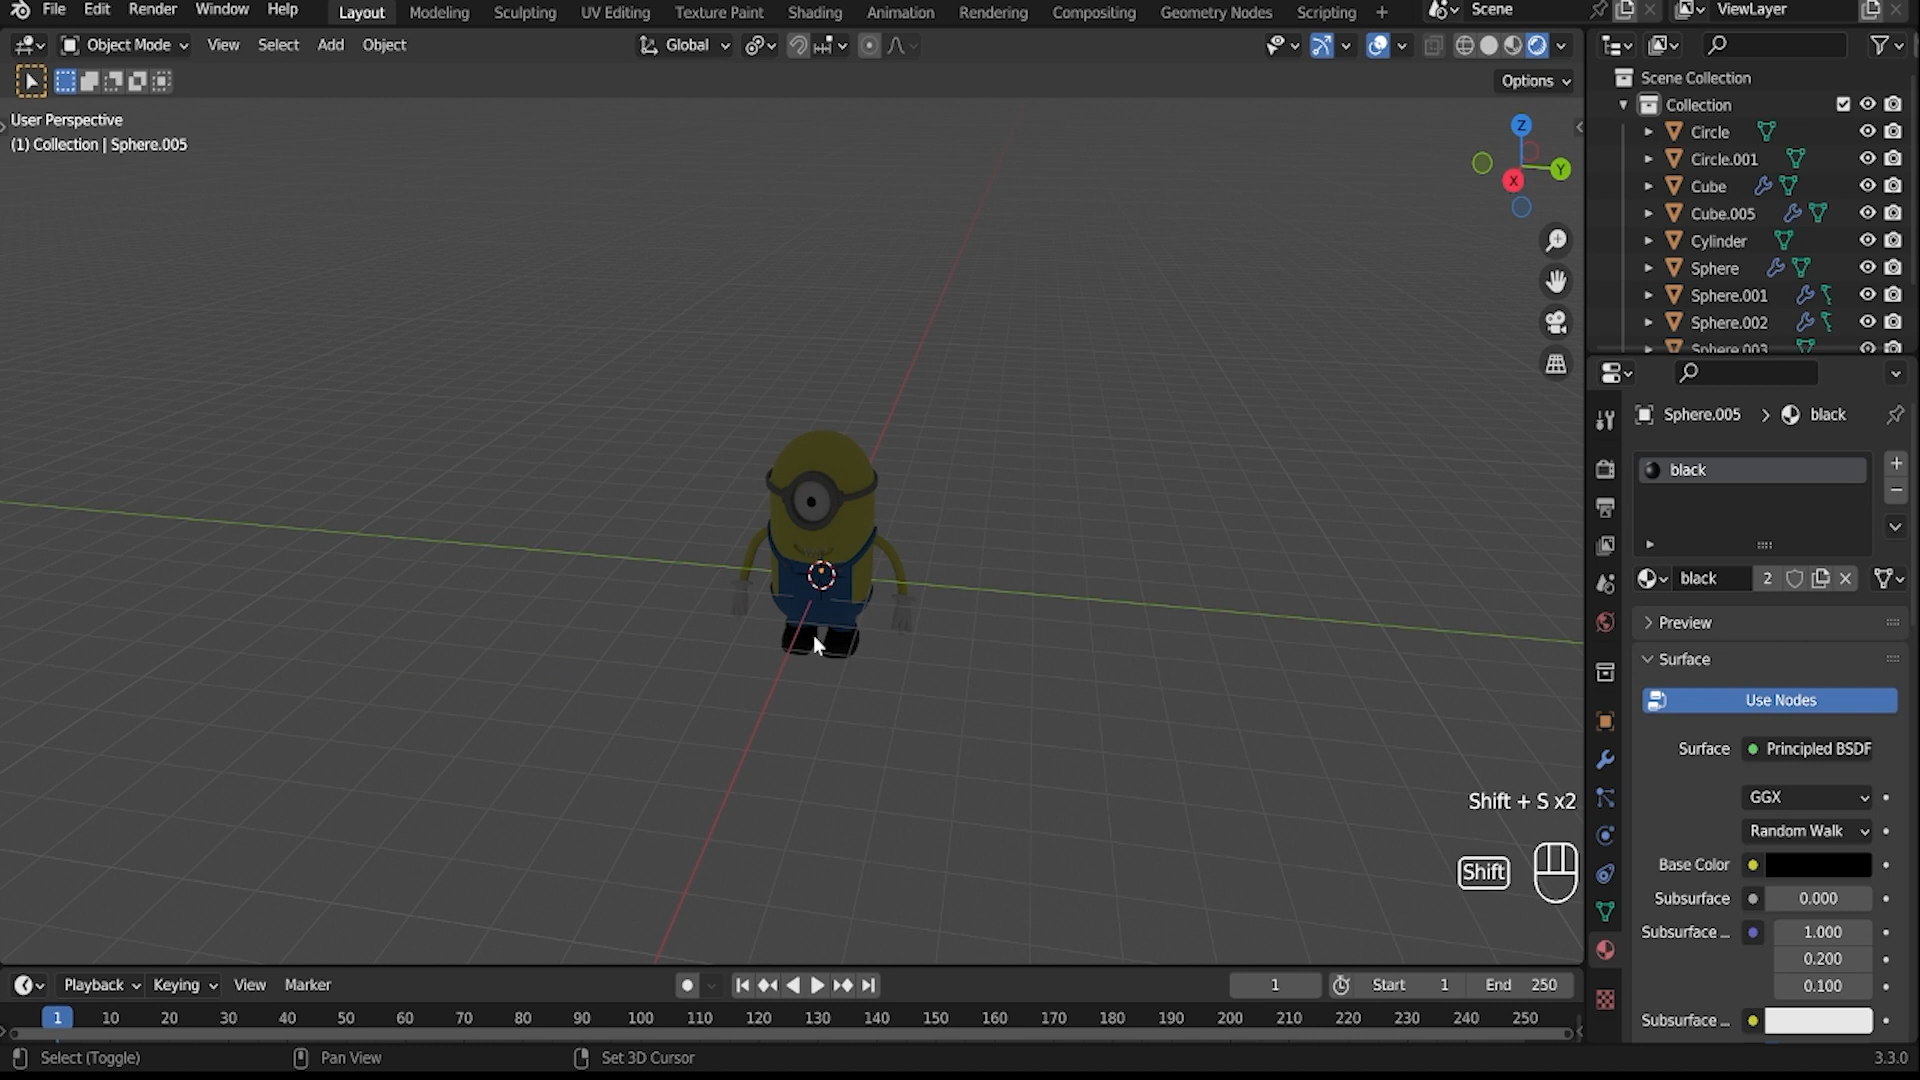 File Edit Render Window Help Layout Modeling Sculpting UV Editing Texture Paint Shading Animation Rendering Compositing Geometry Nodes Scripting + Scene ViewLayer
Object Mode View Select Add Object Global
Options
User Perspective
(1) Collection | Sphere.005
Z
Y
X
Scene Collection
Collection
Circle
Circle.001
Cube
Cube.005
Cylinder
Sphere
Sphere.001
Sphere.002
Sphere.003
Sphere.005 > black
black
black 2
Preview
Surface
Use Nodes
Surface Principled BSDF
GGX
Random Walk
Base Color
Subsurface 0.000
Subsurface ... 1.000
0.200
0.100
Subsurface ...
Shift + S x2
Shift
Playback Keying View Marker 1 Start 1 End 250
1 10 20 30 40 50 60 70 80 90 100 110 120 130 140 150 160 170 180 190 200 210 220 230 240 250
Select (Toggle) Pan View Set 3D Cursor 3.3.0